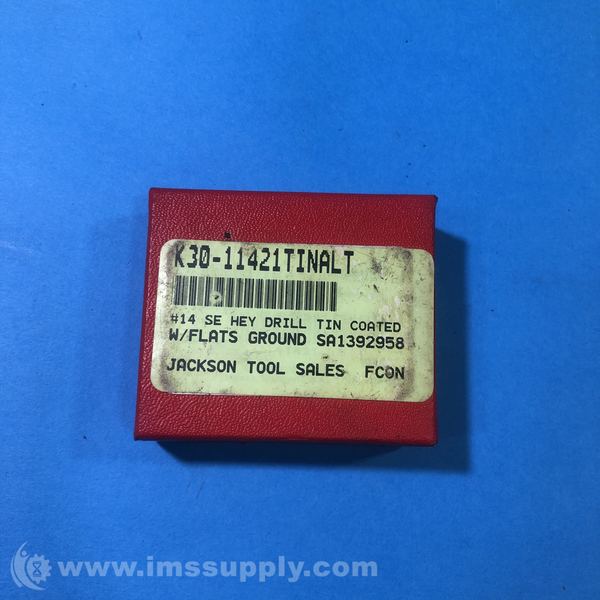 K30-11421TINALT
#14 SE HEY DRILL TIN COATED
W/FLATS GROUND SA1392958
JACKSON TOOL SALES FCON
www.imssupply.com